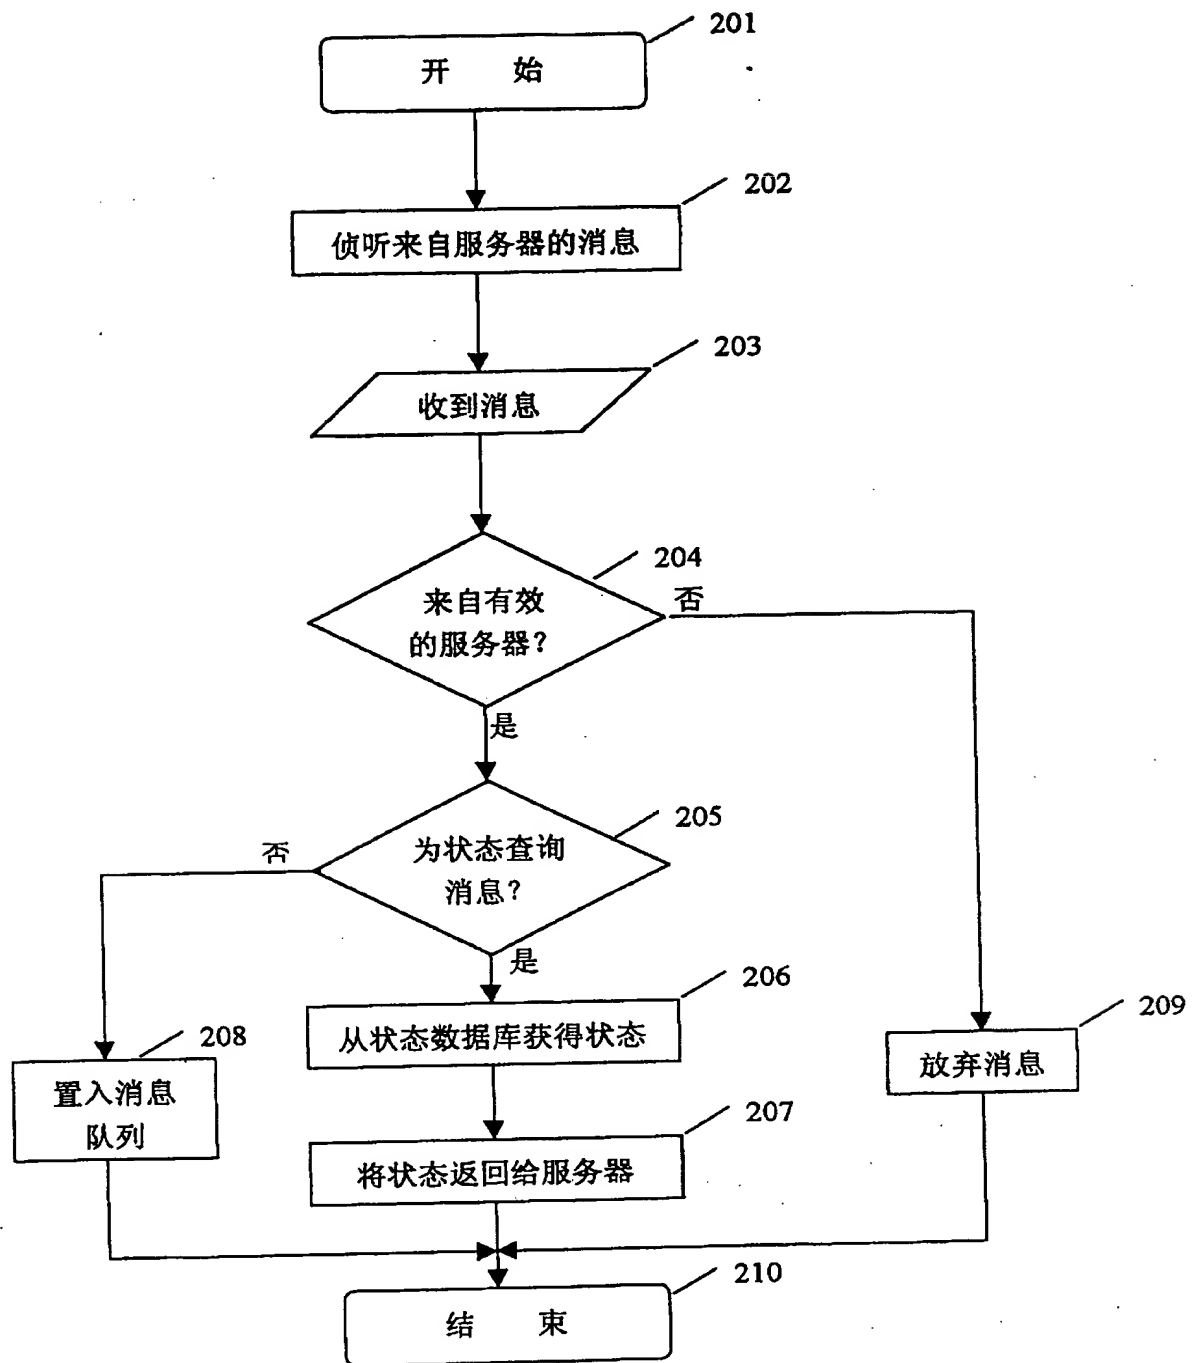 201
开 始
202
侦听来自服务器的消息
203
收到消息
204
来自有效
的服务器?
否
是
205
为状态查询
消息?
否
是
206
从状态数据库获得状态
208
置入消息
队列
209
放弃消息
207
将状态返回给服务器
210
结 束